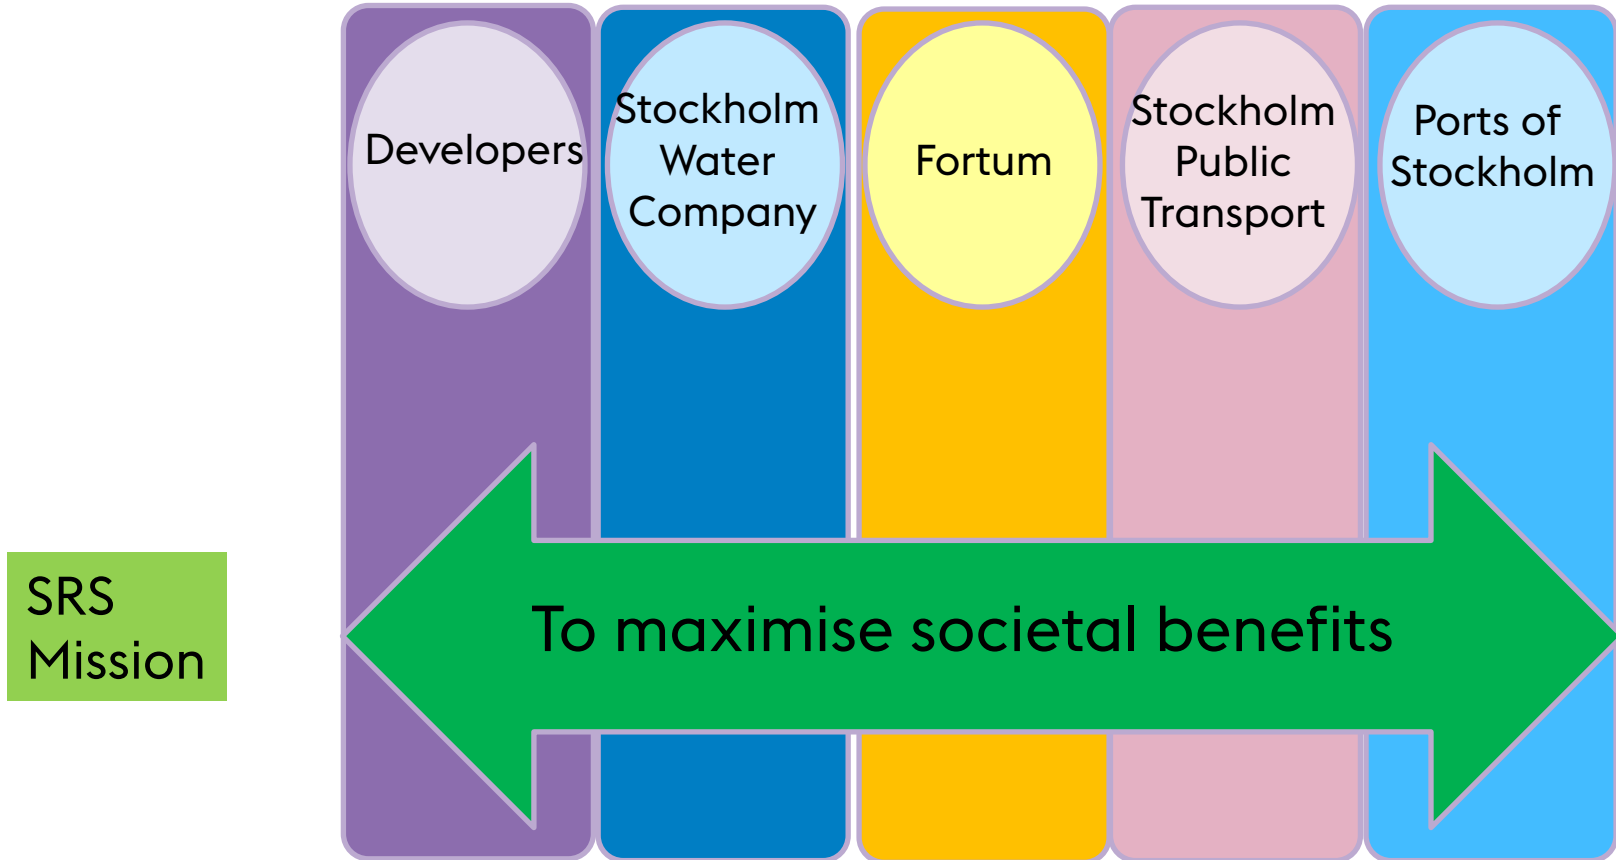 Developers
Stockholm
Water
Company
Fortum
Stockholm
Public
Transport
Ports of
Stockholm
SRS
Mission
To maximise societal benefits